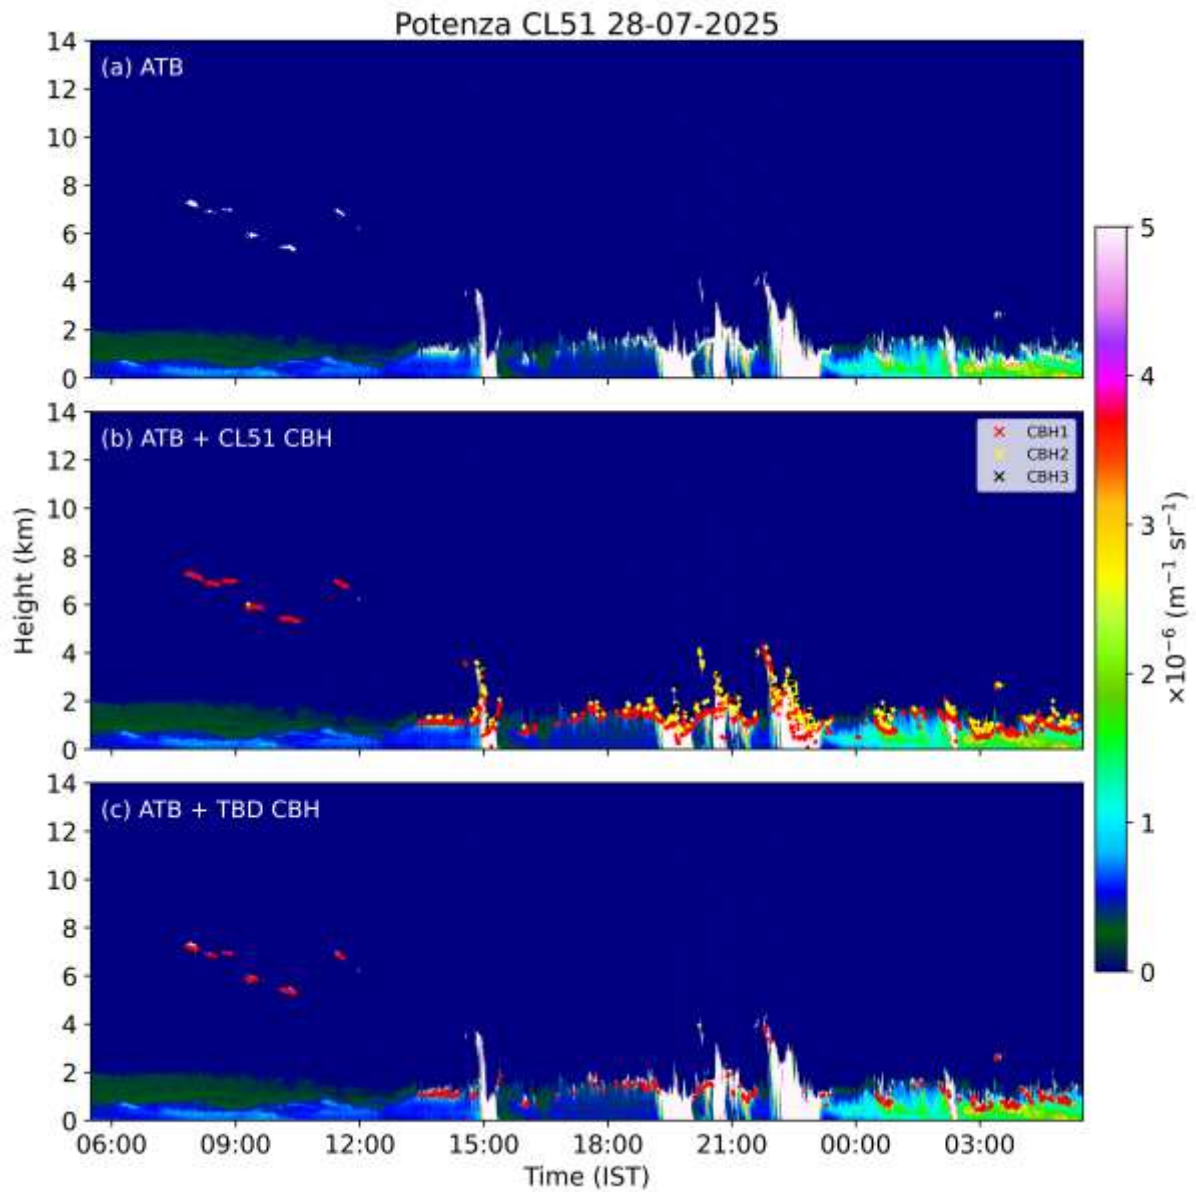 Potenza CL51 28-07-2025
14
(a) ATB
12
10
8
6
4
2
0
14
(b) ATB + CL51 CBH
CBH1
CBH2
CBH3
12
10
8
6
4
2
0
14
(c) ATB + TBD CBH
12
10
8
6
4
2
0
Height (km)
06:00 09:00 12:00 15:00 18:00 21:00 00:00 03:00
Time (IST)
5
4
3
2
1
0
×10⁻⁶ (m⁻¹ sr⁻¹)